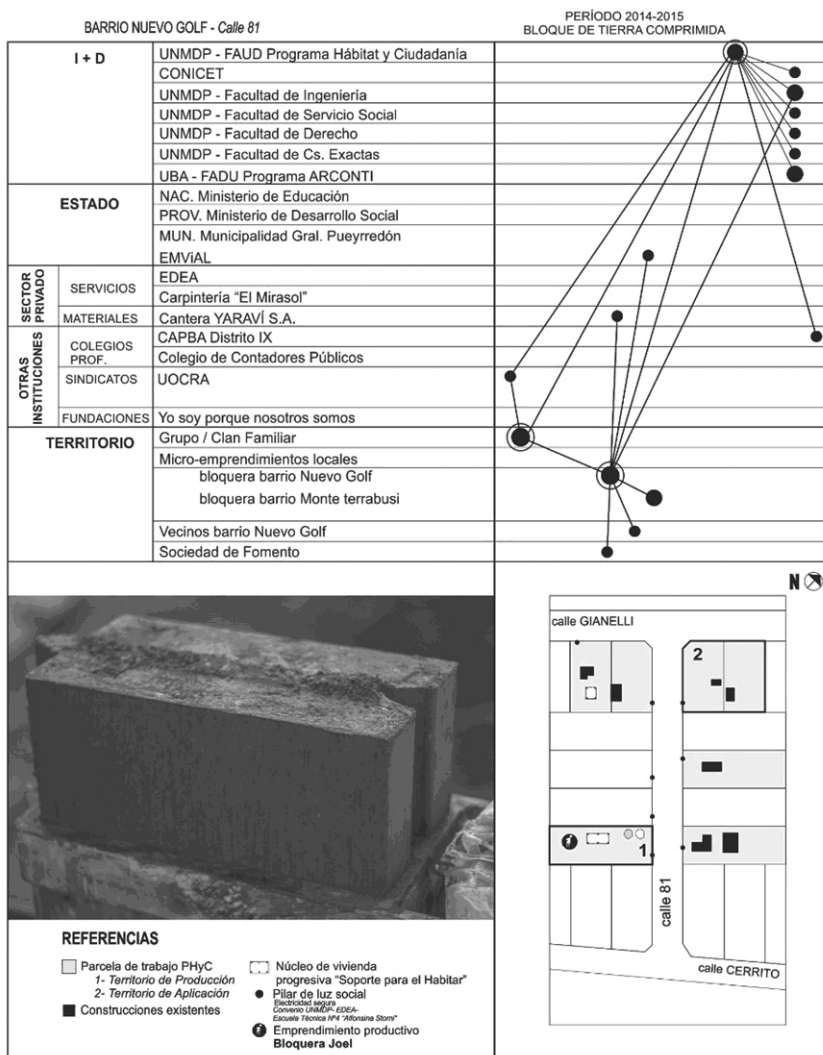 BARRIO NUEVO GOLF - Calle 81
PERÍODO 2014-2015
BLOQUE DE TIERRA COMPRIMIDA
I + D
UNMDP - FAUD Programa Hábitat y Ciudadanía
CONICET
UNMDP - Facultad de Ingeniería
UNMDP - Facultad de Servicio Social
UNMDP - Facultad de Derecho
UNMDP - Facultad de Cs. Exactas
UBA - FADU Programa ARCONTI
ESTADO
NAC. Ministerio de Educación
PROV. Ministerio de Desarrollo Social
MUN. Municipalidad Gral. Pueyrredón
EMViAL
SECTOR PRIVADO
SERVICIOS
EDEA
Carpintería "El Mirasol"
MATERIALES
Cantera YARAVÍ S.A.
OTRAS INSTITUCIONES
COLEGIOS PROF.
CAPBA Distrito IX
Colegio de Contadores Públicos
SINDICATOS
UOCRA
FUNDACIONES
Yo soy porque nosotros somos
TERRITORIO
Grupo / Clan Familiar
Micro-emprendimientos locales
bloquera barrio Nuevo Golf
bloquera barrio Monte terrabusi
Vecinos barrio Nuevo Golf
Sociedad de Fomento
N
calle GIANELLI
2
1
calle 81
calle CERRITO
REFERENCIAS
Parcela de trabajo PHyC
1- Territorio de Producción
2- Territorio de Aplicación
Construcciones existentes
Núcleo de vivienda
progresiva "Soporte para el Habitar"
Pilar de luz social
Electricidad segura
Convenio UNMDP- EDEA-
Escuela Técnica Nº4 "Alfonsina Storni"
Emprendimiento productivo
Bloquera Joel